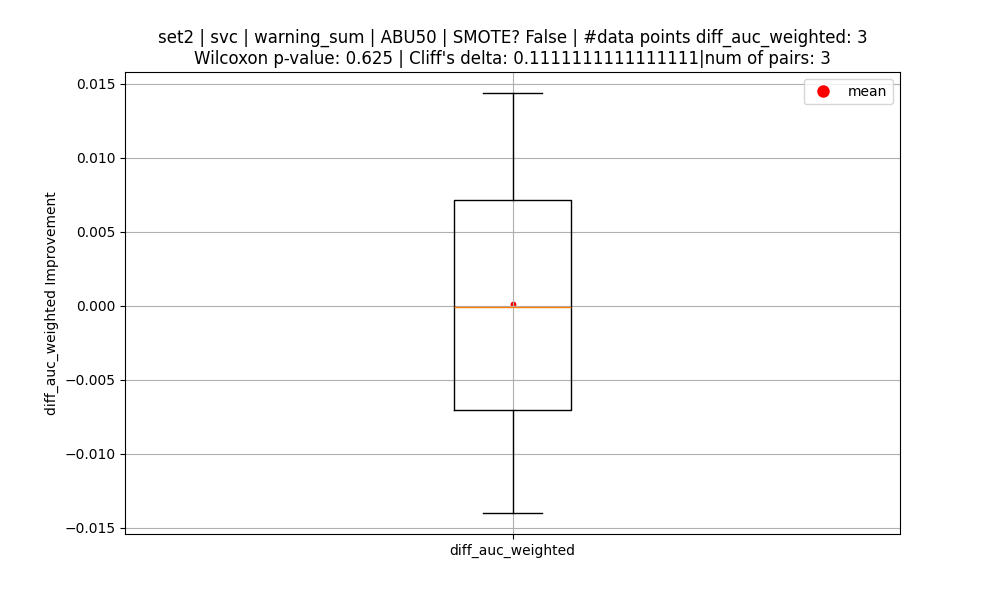 set2 | svc | warning_sum | ABU50 | SMOTE? False | #data points diff_auc_weighted: 3
Wilcoxon p-value: 0.625 | Cliff's delta: 0.1111111111111111|num of pairs: 3
mean
0.015
0.010
0.005
0.000
−0.005
−0.010
−0.015
diff_auc_weighted Improvement
diff_auc_weighted